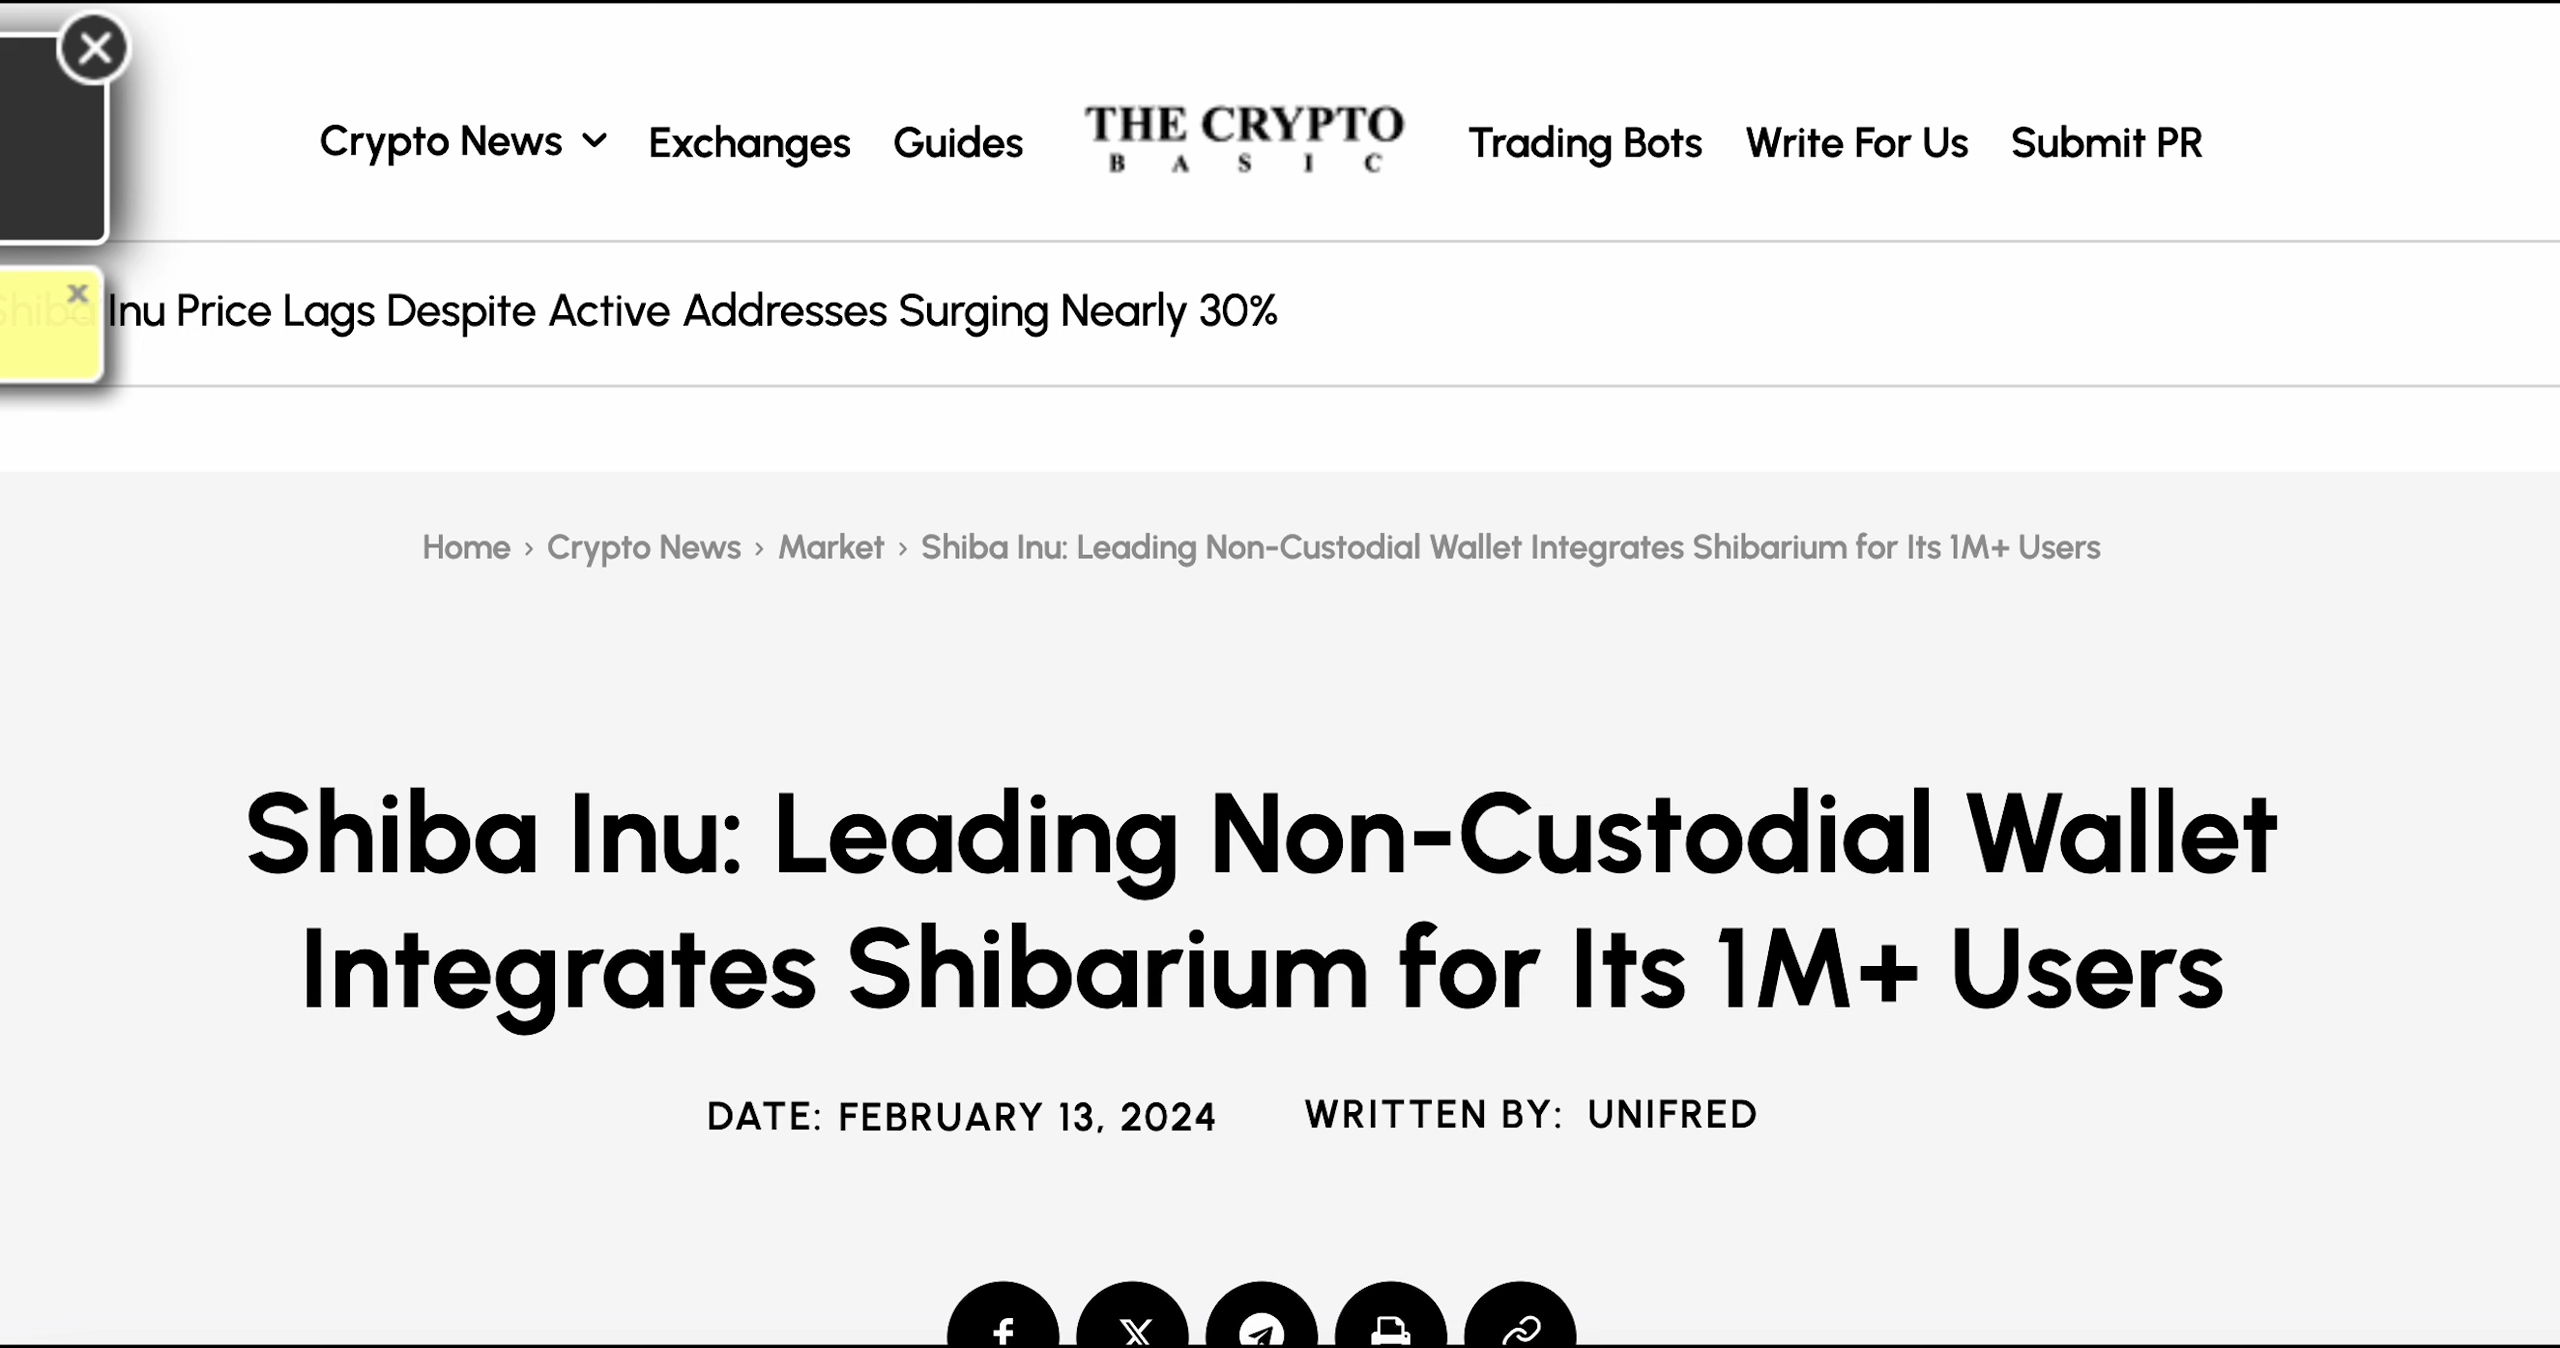 Crypto News Exchanges Guides THE CRYPTO BASIC Trading Bots Write For Us Submit PR
Shiba Inu Price Lags Despite Active Addresses Surging Nearly 30%
Home › Crypto News › Market › Shiba Inu: Leading Non-Custodial Wallet Integrates Shibarium for Its 1M+ Users
Shiba Inu: Leading Non-Custodial Wallet
Integrates Shibarium for Its 1M+ Users
DATE: FEBRUARY 13, 2024 WRITTEN BY: UNIFRED